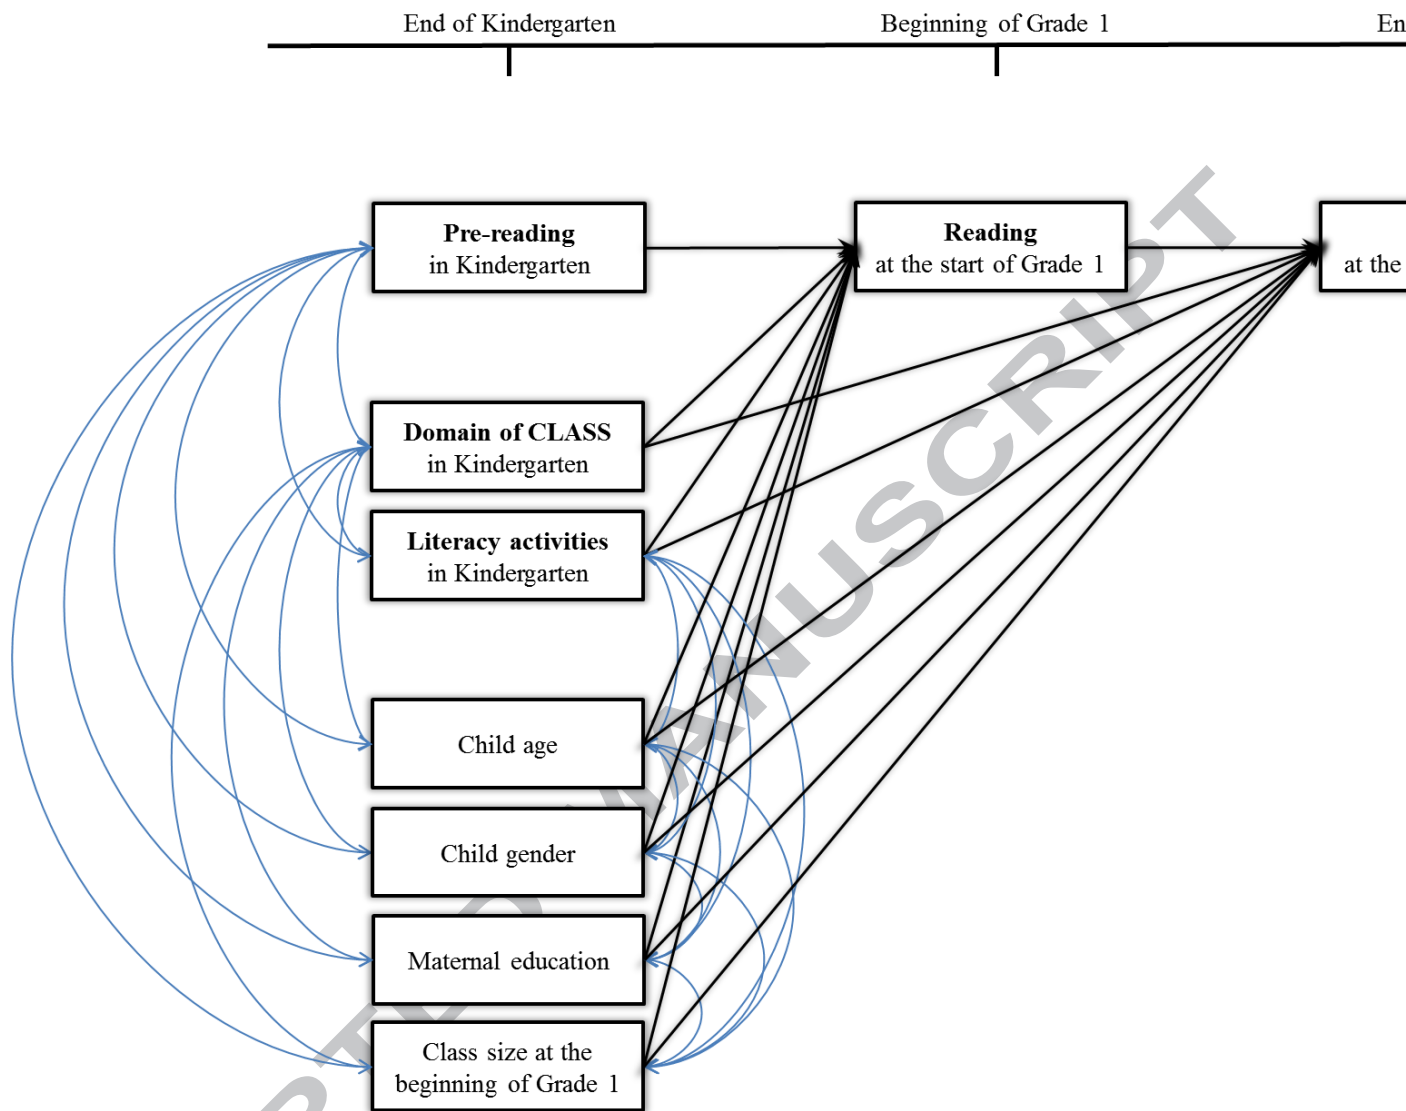 End of Kindergarten
Beginning of Grade 1
En
Pre-reading
in Kindergarten
Reading
at the start of Grade 1
at the
Domain of CLASS
in Kindergarten
Literacy activities
in Kindergarten
Child age
Child gender
Maternal education
Class size at the
beginning of Grade 1
MANUSCRIPT